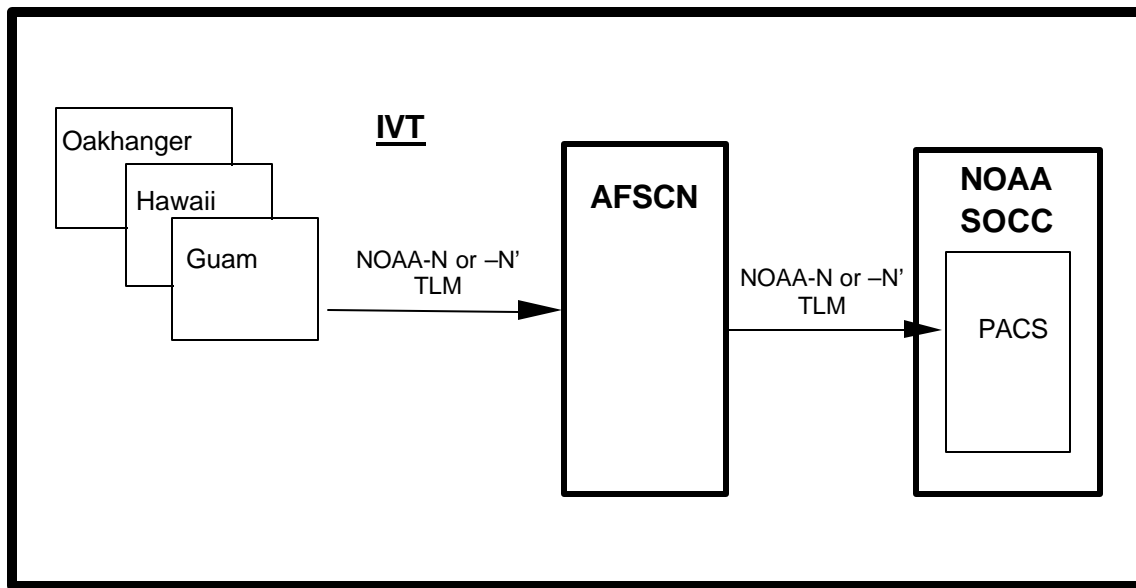 IVT
Oakhanger
Hawaii
Guam
NOAA-N or –N’
TLM
AFSCN
NOAA-N or –N’
TLM
NOAA
SOCC
PACS